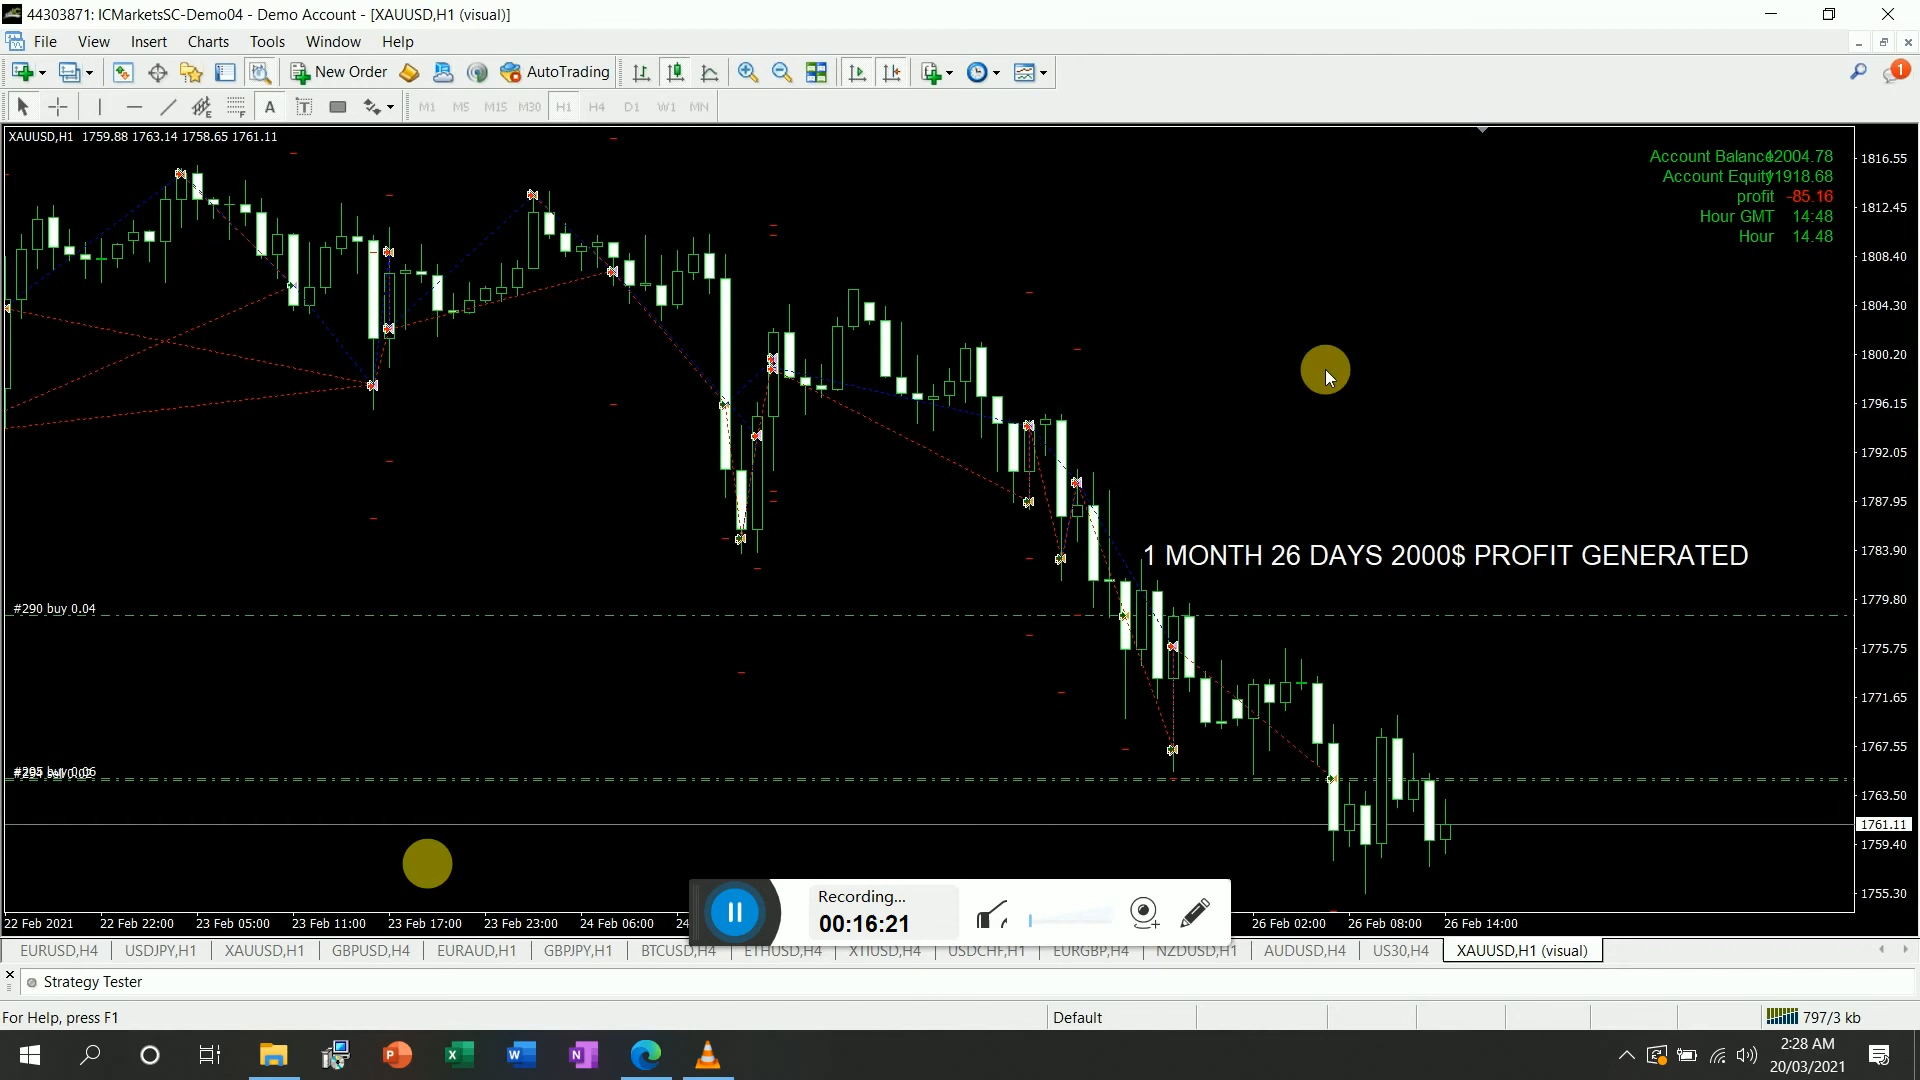 44303871: ICMarketsSC-Demo04 - Demo Account - [XAUUSD,H1 (visual)]
File View Insert Charts Tools Window Help
New Order AutoTrading 1
A T M1 M5 M15 M30 H1 H4 D1 W1 MN
XAUUSD,H1 1759.88 1763.14 1758.65 1761.11
Account Balance 12004.78
Account Equity 11918.68
profit -85.16
Hour GMT 14:48
Hour 14.48
1816.55
1812.45
1808.40
1804.30
1800.20
1796.15
1792.05
1787.95
1783.90
1779.80
1775.75
1771.65
1767.55
1763.50
1761.11
1759.40
1755.30
1 MONTH 26 DAYS 2000$ PROFIT GENERATED
#290 buy 0.04
22 Feb 2021 22 Feb 22:00 23 Feb 05:00 23 Feb 11:00 23 Feb 17:00 23 Feb 23:00 24 Feb 06:00 26 Feb 02:00 26 Feb 08:00 26 Feb 14:00
Recording...
00:16:21
EURUSD,H4 USDJPY,H1 XAUUSD,H1 GBPUSD,H4 EURAUD,H1 GBPJPY,H1 BTCUSD,H4 ETHUSD,H4 XTIUSD,H4 USDCHF,H1 EURGBP,H4 NZDUSD,H1 AUDUSD,H4 US30,H4 XAUUSD,H1 (visual)
Strategy Tester
For Help, press F1 Default 797/3 kb
2:28 AM
20/03/2021